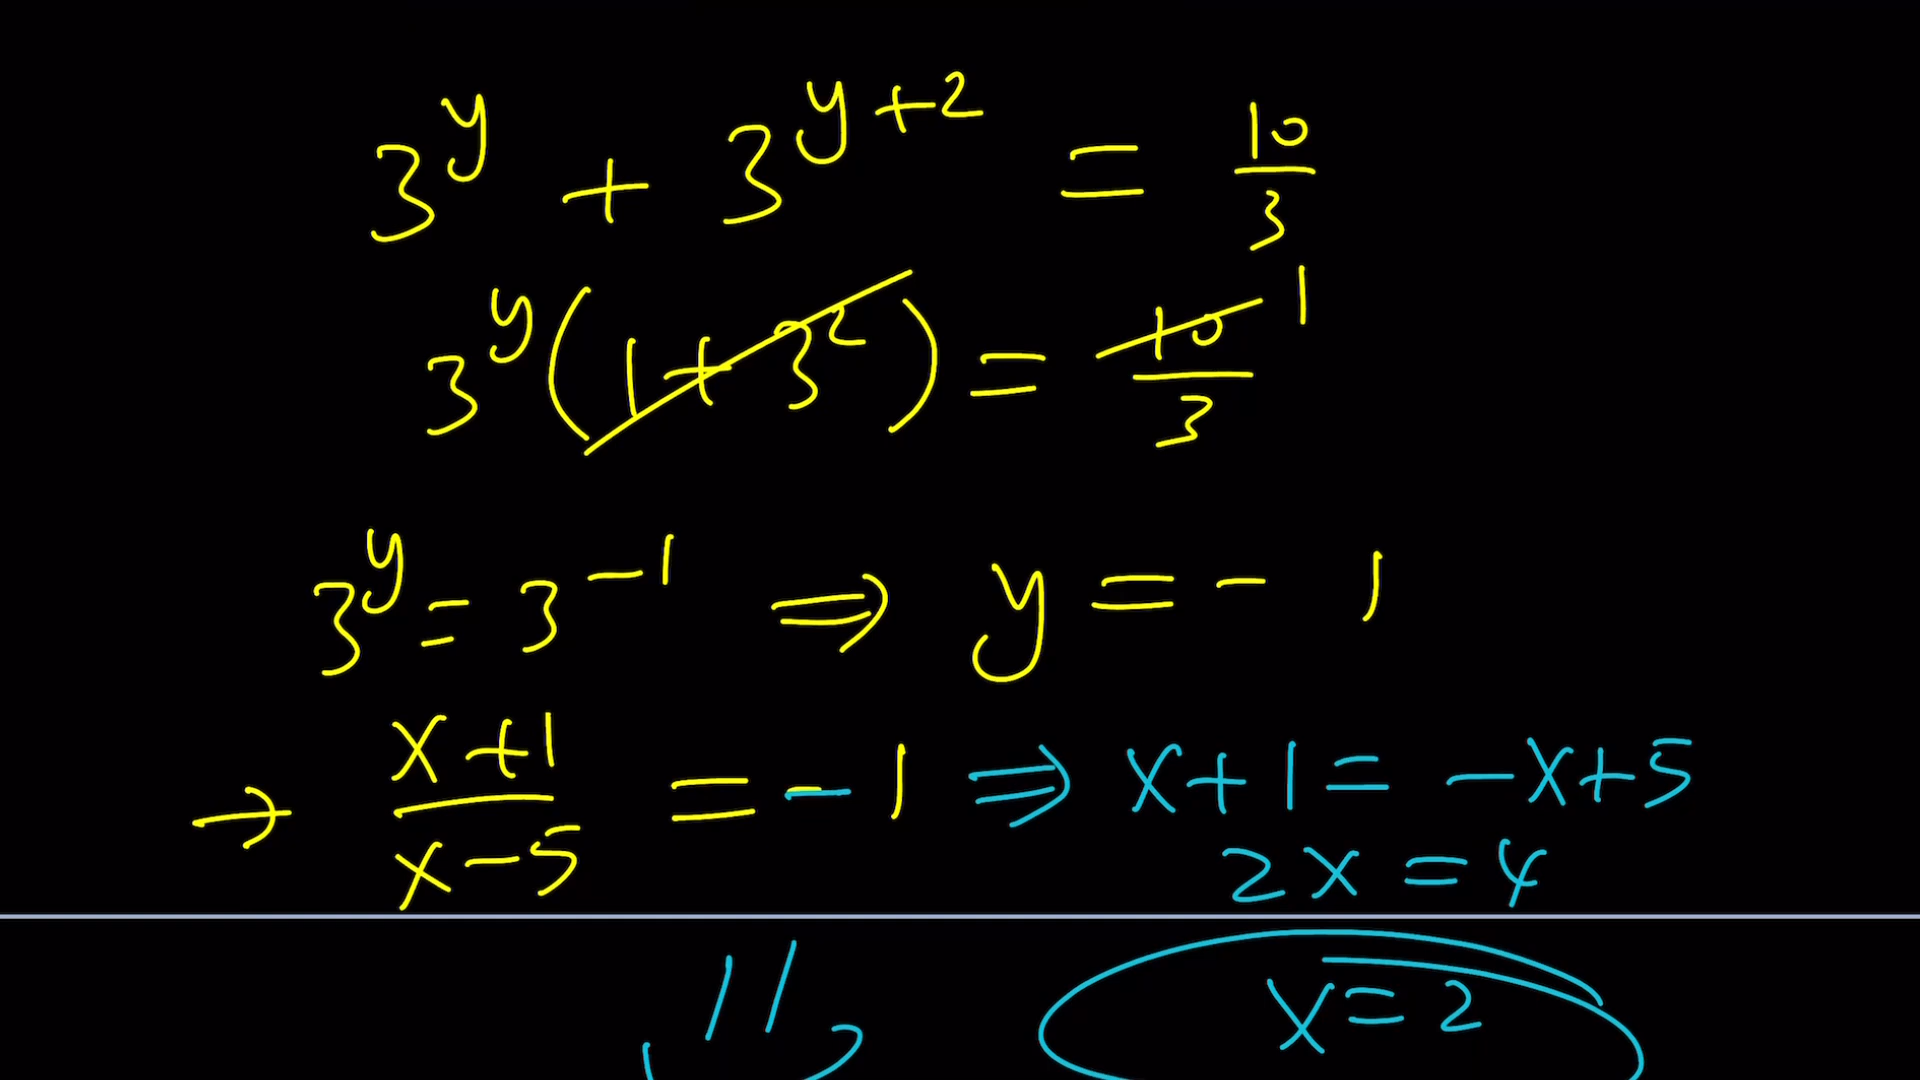 3^y + 3^{y+2} = 10/3
3^y (1 + 3^2) = 10/3 1
3^y = 3^{-1} ⇒ y = -1
→ (x+1)/(x-5) = -1 ⇒ x+1 = -x+5
2x = 4
x = 2